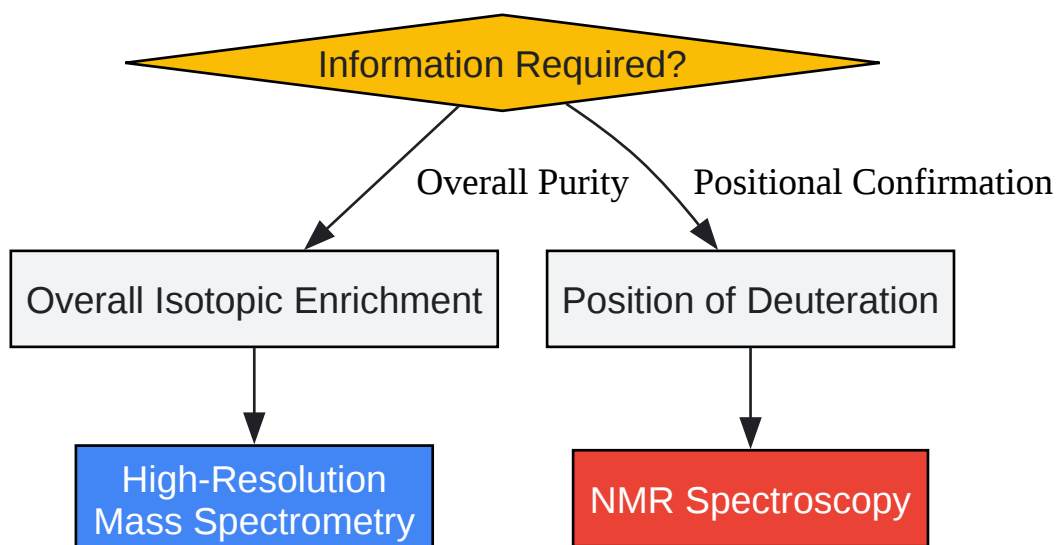 Information Required?
Overall Purity
Positional Confirmation
Overall Isotopic Enrichment
Position of Deuteration
High-Resolution
Mass Spectrometry
NMR Spectroscopy